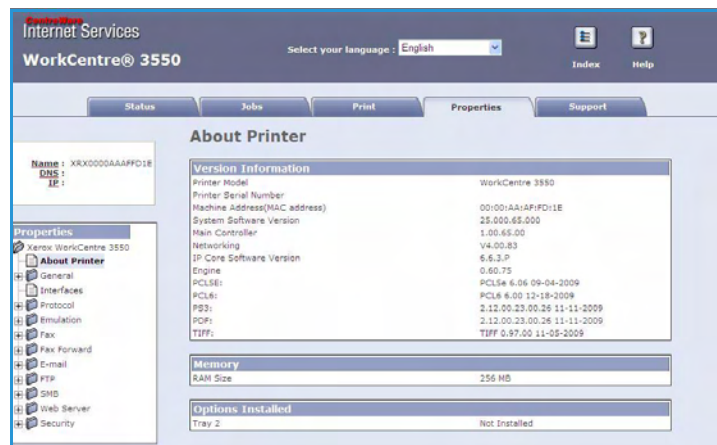 CentreWare
Internet Services
WorkCentre® 3550
Select your language : English
Index
Help
Status
Jobs
Print
Properties
Support
About Printer
Name : XRX0000AAAFFD1E
DNS :
IP :
Properties
Xerox WorkCentre 3550
About Printer
General
Interfaces
Protocol
Emulation
Fax
Fax Forward
E-mail
FTP
SMB
Web Server
Security
Version Information
Printer Model WorkCentre 3550
Printer Serial Number
Machine Address(MAC address) 00:00:AA:AF:FD:1E
System Software Version 25.000.65.000
Main Controller 1.00.65.00
Networking V4.00.83
IP Core Software Version 6.6.3.P
Engine 0.60.75
PCL5E: PCL5e 6.06 09-04-2009
PCL6: PCL6 6.00 12-18-2009
PS3: 2.12.00.23.00.26 11-11-2009
PDF: 2.12.00.23.00.26 11-11-2009
TIFF: TIFF 0.97.00 11-05-2009
Memory
RAM Size 256 MB
Options Installed
Tray 2 Not Installed